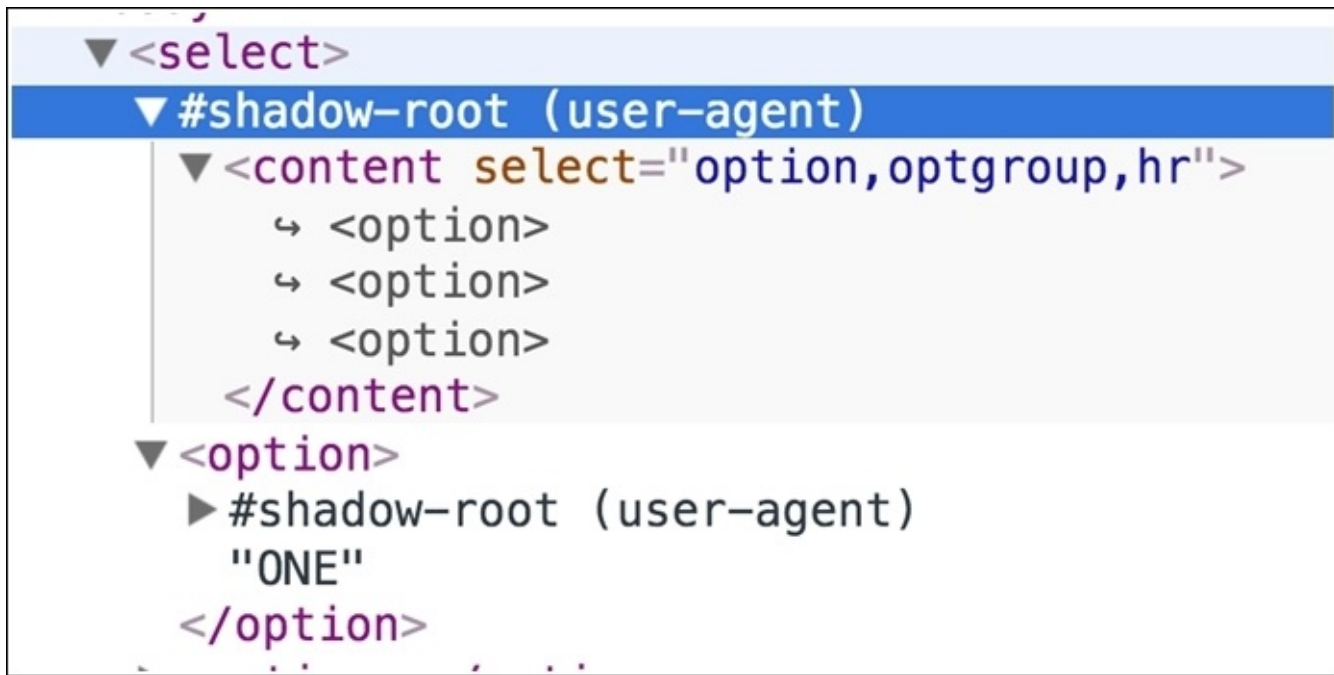 <select>
#shadow-root (user-agent)
<content select="option,optgroup,hr">
↪ <option>
↪ <option>
↪ <option>
</content>
<option>
#shadow-root (user-agent)
"ONE"
</option>